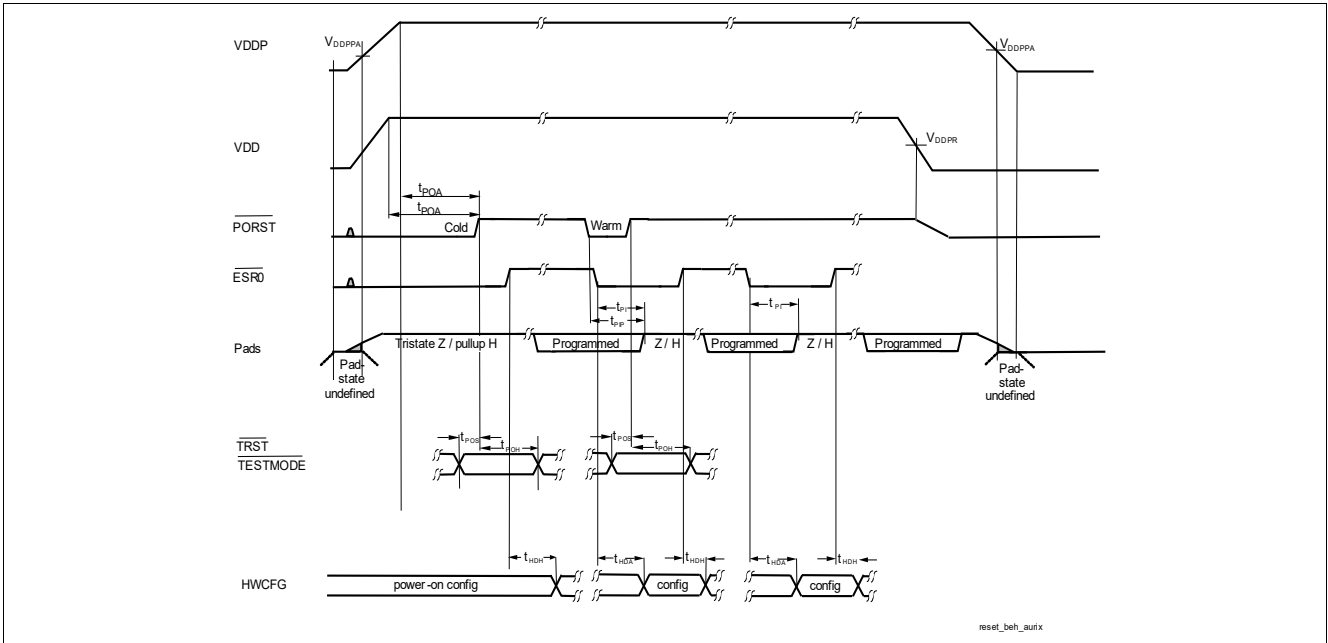 VDDP
VDDPPA
VDDPPA
VDD
VDDPR
tPOA
tPOA
PORST
Cold
Warm
ESR0
tPI
tPI
tPIP
Pads
Tristate Z / pullup H
Programmed
Z / H
Programmed
Z / H
Programmed
Pad-
state
undefined
Pad-
state
undefined
TRST
TESTMODE
tPOS
tPOH
tPOS
tPOH
tHDH
tHDA
tHDH
tHDA
tHDH
HWCFG
power-on config
config
config
reset_beh_aurix